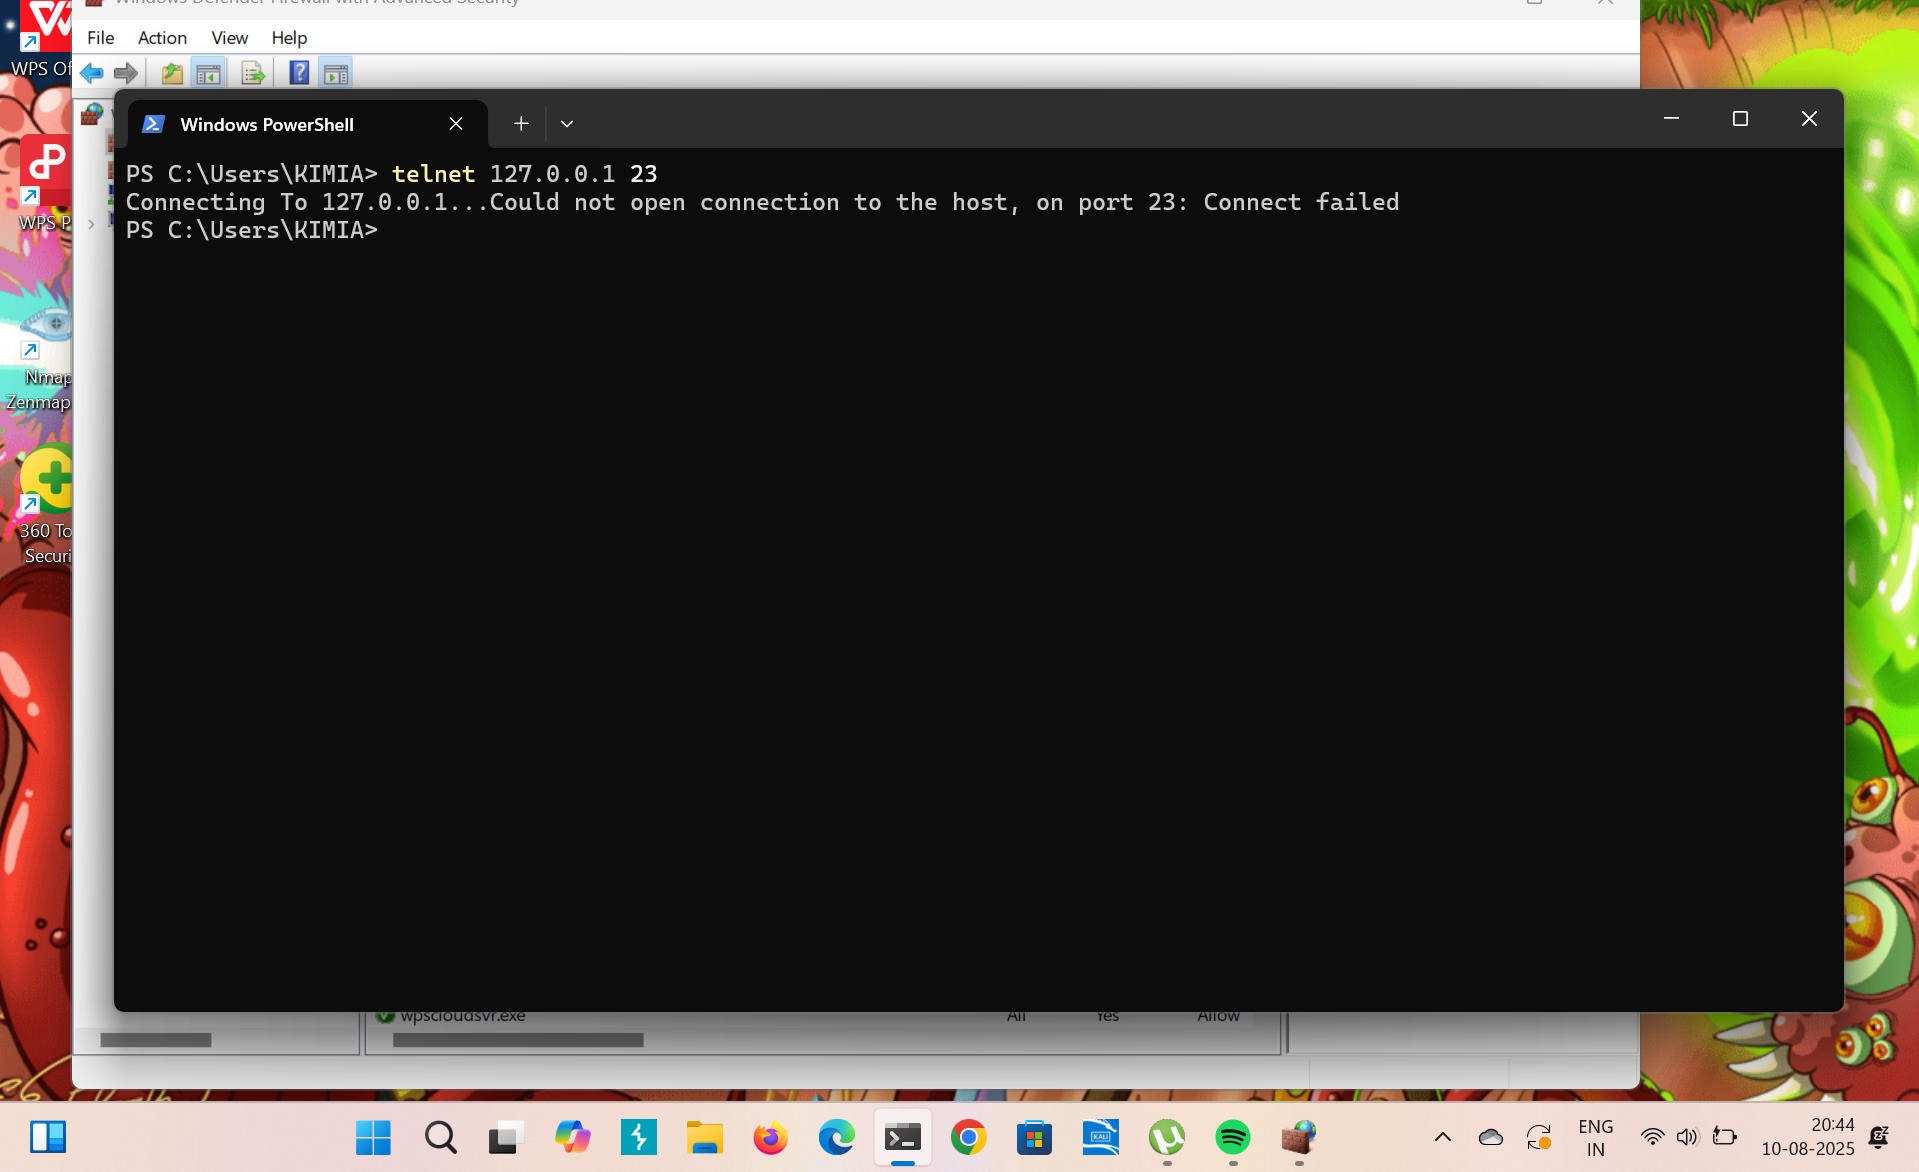 Windows Defender Firewall with Advanced Security
File Action View Help
WPS Of
Windows PowerShell
PS C:\Users\KIMIA> telnet 127.0.0.1 23
Connecting To 127.0.0.1...Could not open connection to the host, on port 23: Connect failed
PS C:\Users\KIMIA>
WPS P
Nmap
Zenmap
360 To
Securi
wpscloudsvr.exe All Yes Allow
KALI
ENG
IN
20:44
10-08-2025